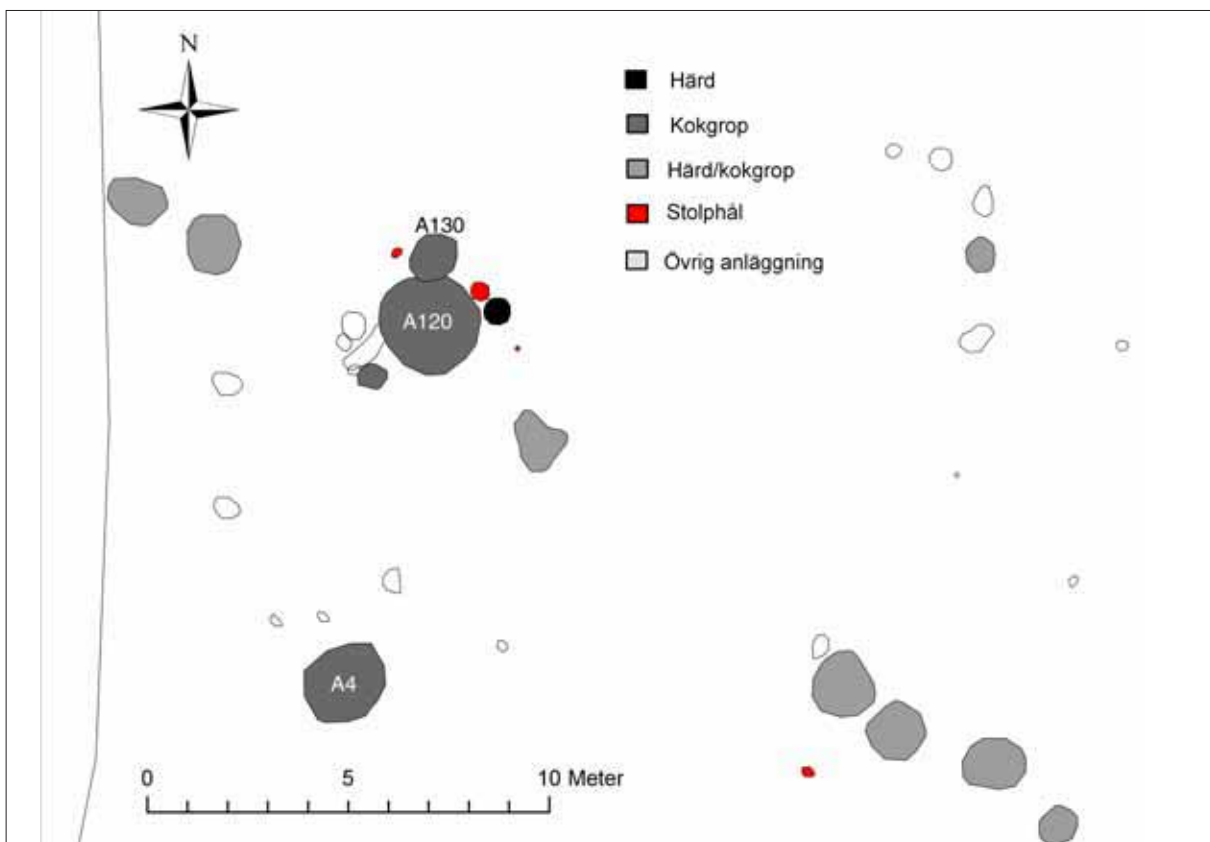 N
Härd
Kokgrop
Härd/kokgrop
Stolphål
Övrig anläggning
A130
A120
A4
0 5 10 Meter